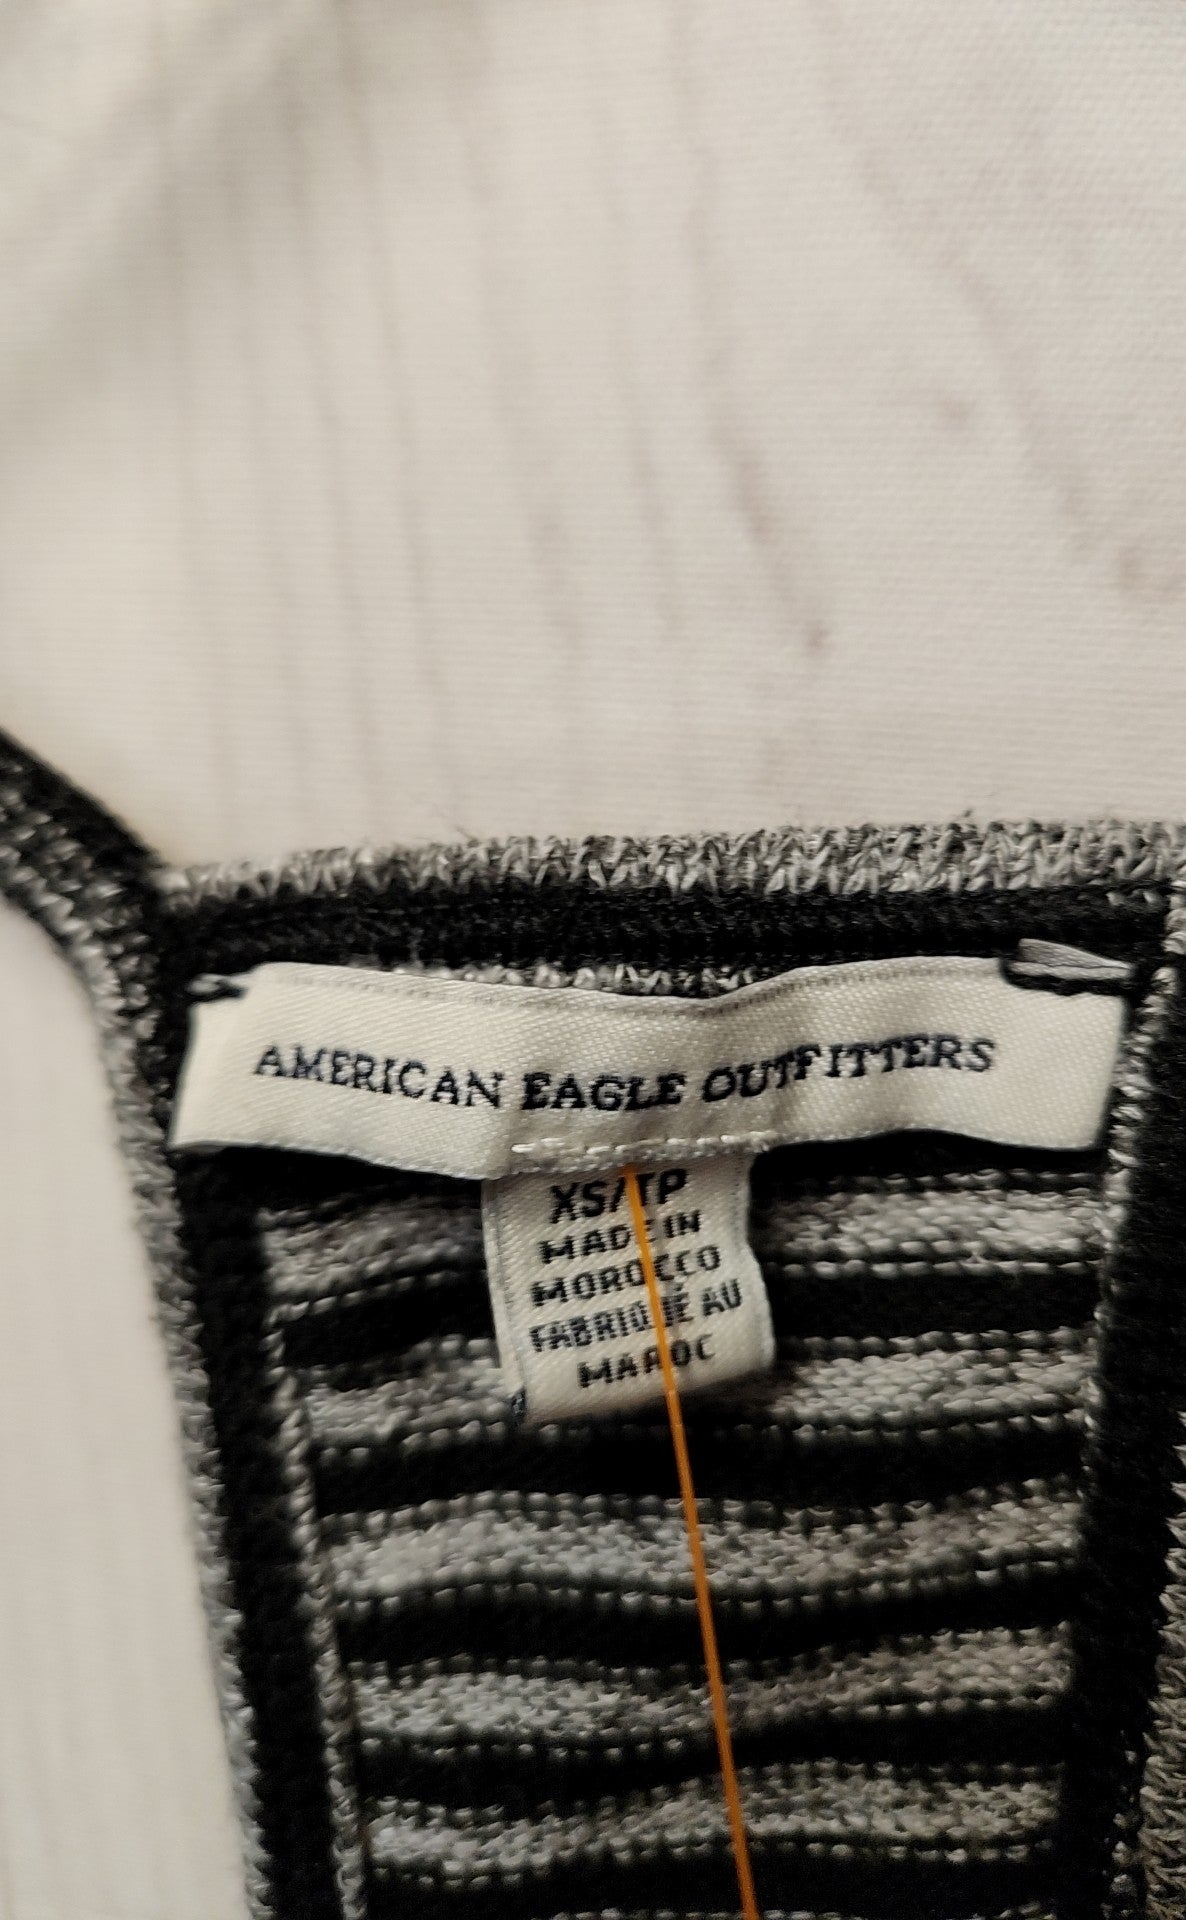 AMERICAN EAGLE OUTFITTERS
XS/TP
MADE IN
MOROCCO
FABRIQUÉ AU
MAROC